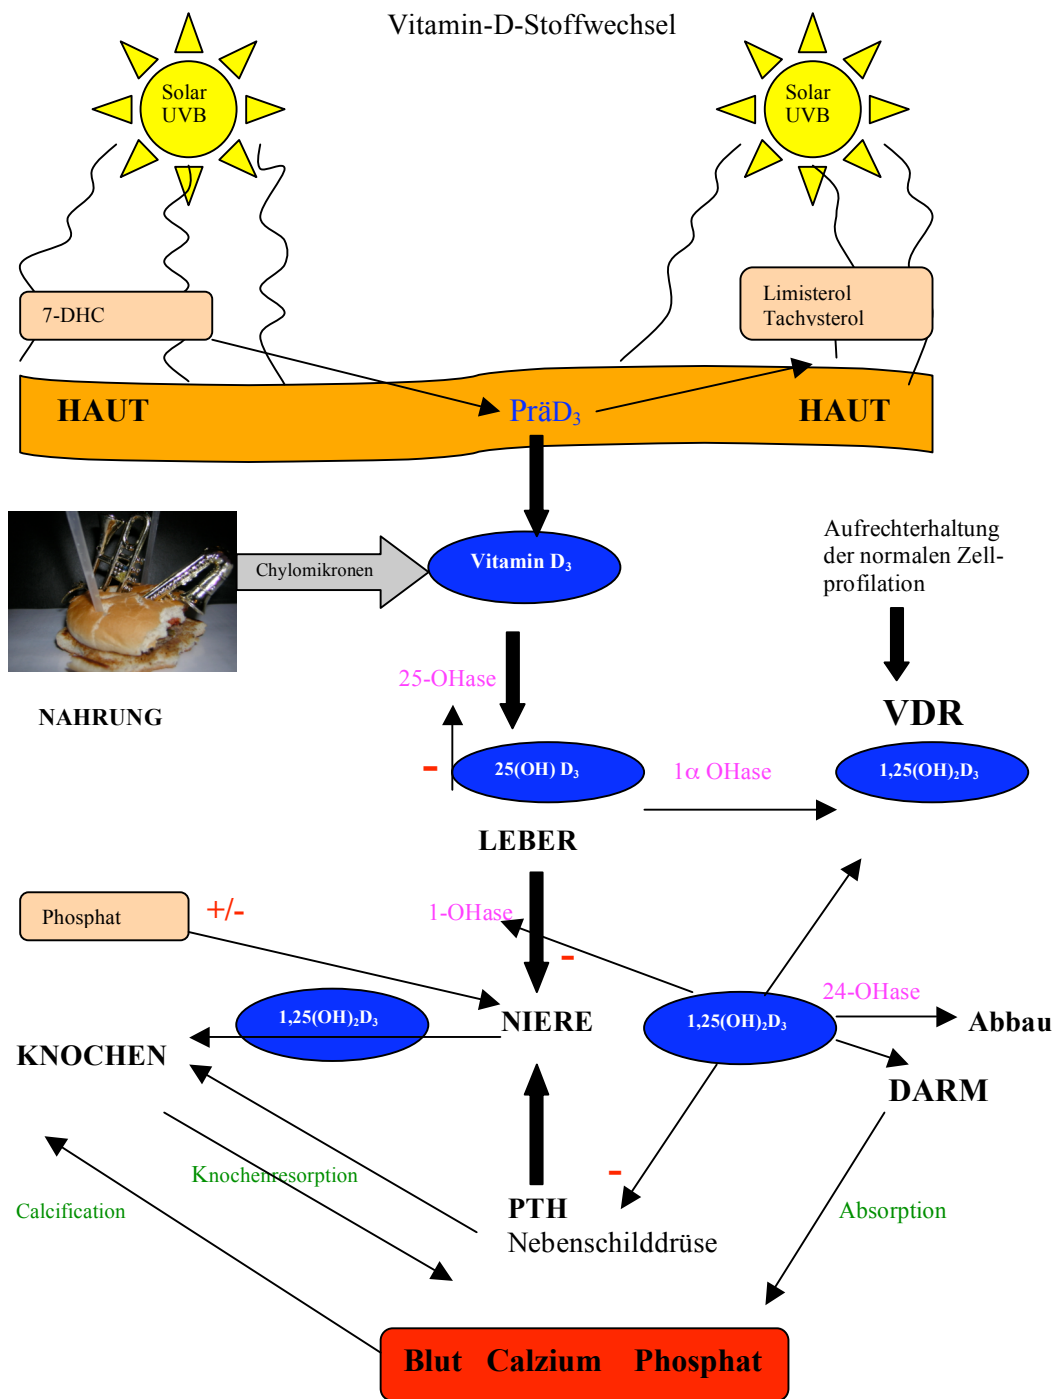 Vitamin-D-Stoffwechsel
Solar
UVB
Solar
UVB
7-DHC
Limisterol
Tachysterol
HAUT
PräD₃
HAUT
Chylomikronen
Vitamin D₃
Aufrechterhaltung
der normalen Zell-
profilation
NAHRUNG
25-OHase
VDR
-
25(OH) D₃
1α OHase
1,25(OH)₂D₃
LEBER
Phosphat
+/-
1-OHase
-
1,25(OH)₂D₃
NIERE
1,25(OH)₂D₃
24-OHase
Abbau
KNOCHEN
DARM
Knochenresorption
-
Calcification
PTH
Nebenschilddrüse
Absorption
Blut Calzium Phosphat